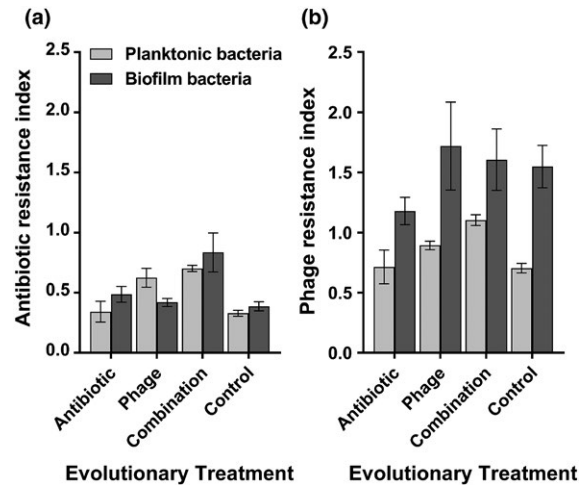 (a)
Antibiotic resistance index
2.5
2.0
1.5
1.0
0.5
0.0
Planktonic bacteria
Biofilm bacteria
Antibiotic
Phage
Combination
Control
Evolutionary Treatment
(b)
Phage resistance index
2.5
2.0
1.5
1.0
0.5
0.0
Antibiotic
Phage
Combination
Control
Evolutionary Treatment